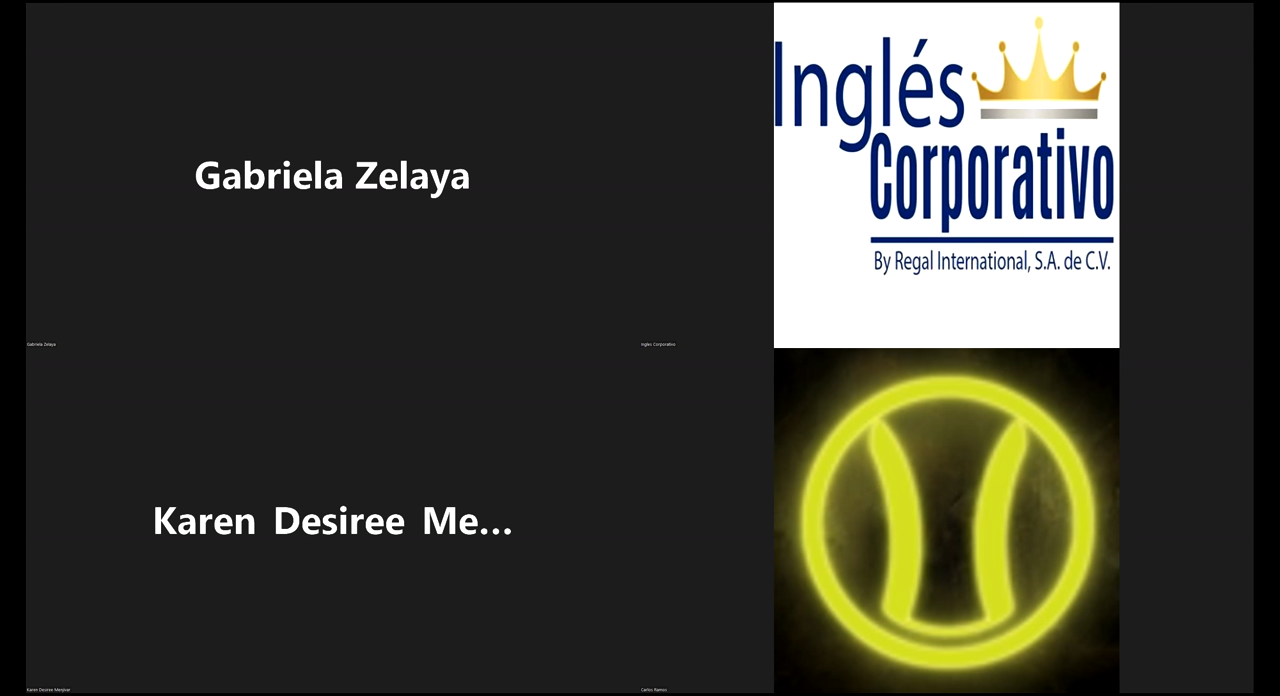 Gabriela Zelaya
Inglés
Corporativo
By Regal International, S.A. de C.V.
Gabriela Zelaya
Ingles Corporativo
Karen Desiree Me...
Karen Desiree Menjivar
Carlos Ramos